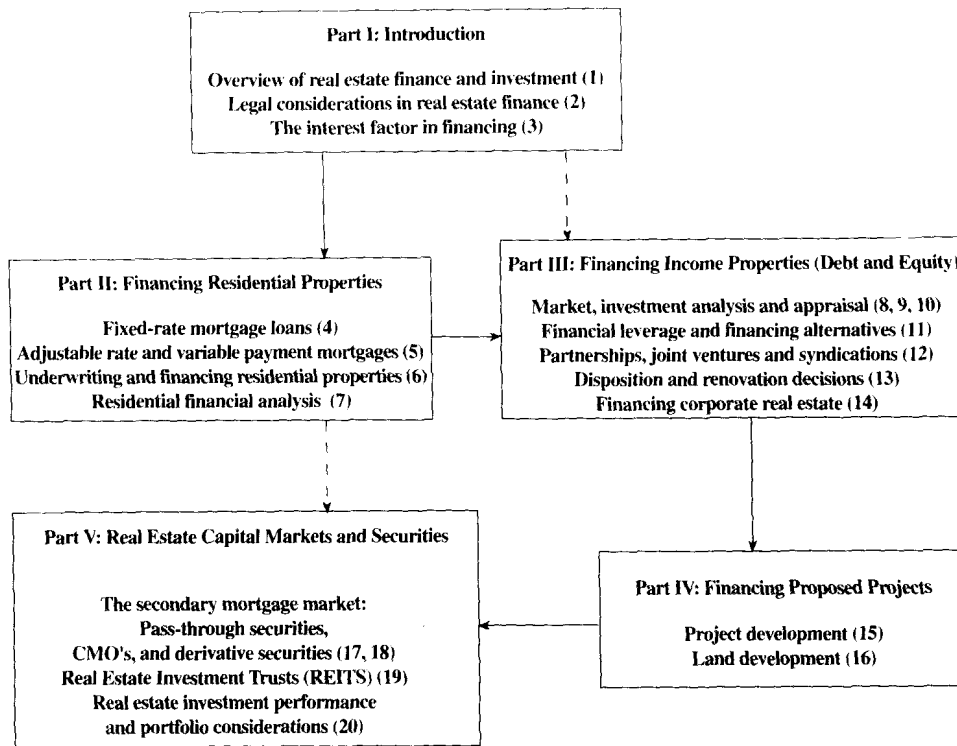 Part I: Introduction
Overview of real estate finance and investment (1)
Legal considerations in real estate finance (2)
The interest factor in financing (3)
Part II: Financing Residential Properties
Fixed-rate mortgage loans (4)
Adjustable rate and variable payment mortgages (5)
Underwriting and financing residential properties (6)
Residential financial analysis (7)
Part III: Financing Income Properties (Debt and Equity)
Market, investment analysis and appraisal (8, 9, 10)
Financial leverage and financing alternatives (11)
Partnerships, joint ventures and syndications (12)
Disposition and renovation decisions (13)
Financing corporate real estate (14)
Part V: Real Estate Capital Markets and Securities
The secondary mortgage market:
Pass-through securities,
CMO's, and derivative securities (17, 18)
Real Estate Investment Trusts (REITS) (19)
Real estate investment performance
and portfolio considerations (20)
Part IV: Financing Proposed Projects
Project development (15)
Land development (16)